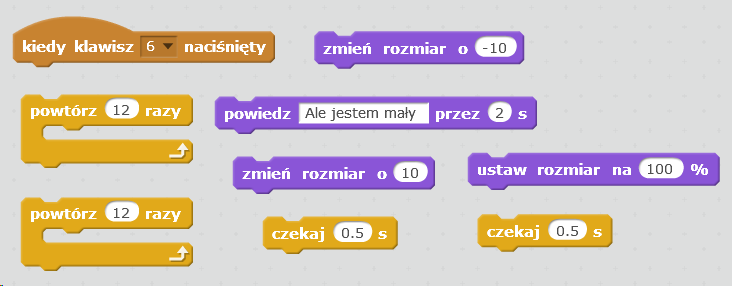 kiedy klawisz 6 naciśnięty
zmień rozmiar o -10
powtórz 12 razy
powiedz Ale jestem mały przez 2 s
zmień rozmiar o 10
ustaw rozmiar na 100 %
powtórz 12 razy
czekaj 0.5 s
czekaj 0.5 s